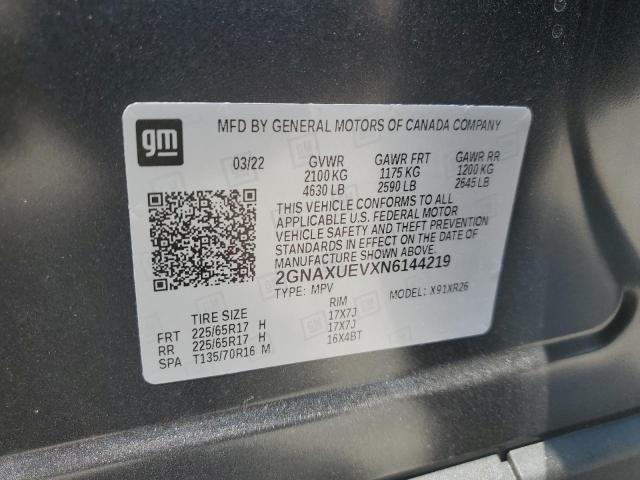 gm
MFD BY GENERAL MOTORS OF CANADA COMPANY
03/22 GVWR GAWR FRT GAWR RR
2100 KG 1175 KG 1200 KG
4630 LB 2590 LB 2645 LB
THIS VEHICLE CONFORMS TO ALL
APPLICABLE U.S. FEDERAL MOTOR
VEHICLE SAFETY AND THEFT PREVENTION
STANDARDS IN EFFECT ON THE DATE OF
MANUFACTURE SHOWN ABOVE.
2GNAXUEVXN6144219
TYPE: MPV MODEL: X91XR26
TIRE SIZE RIM
FRT 225/65R17 H 17X7J
RR 225/65R17 H 17X7J
SPA T135/70R16 M 16X4BT